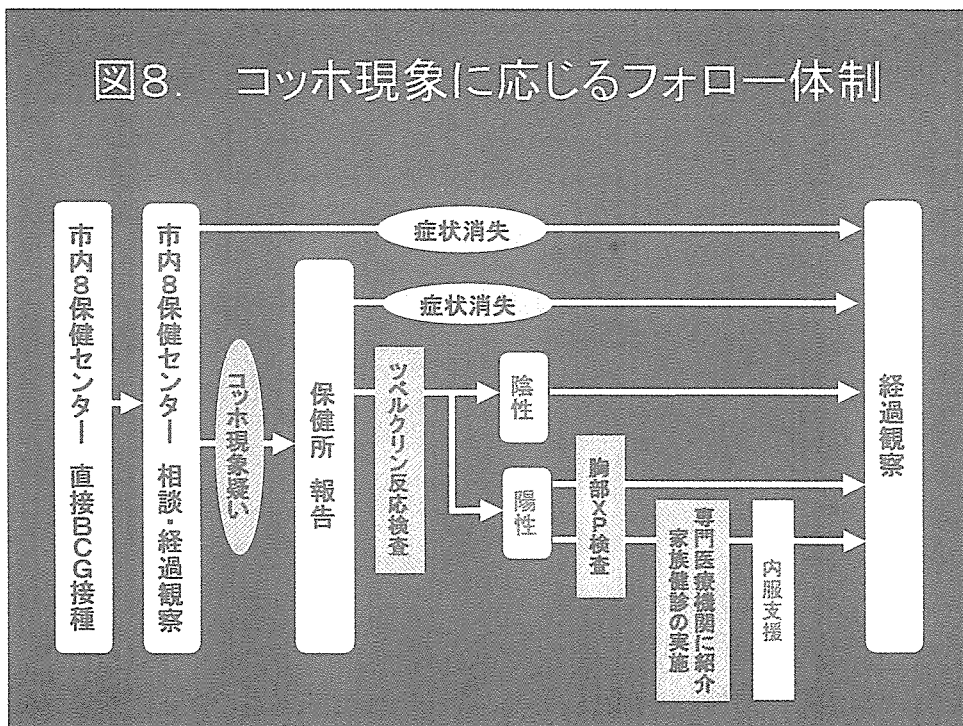 図8. コッホ現象に応じるフォロー体制
市内8保健センター 直接BCG接種
市内8保健センター 相談・経過観察
コッホ現象疑い
保健所 報告
症状消失
症状消失
ツベルクリン反応検査
陰性
陽性
胸部XP検査
専門医療機関に紹介
家族健診の実施
内服支援
経過観察